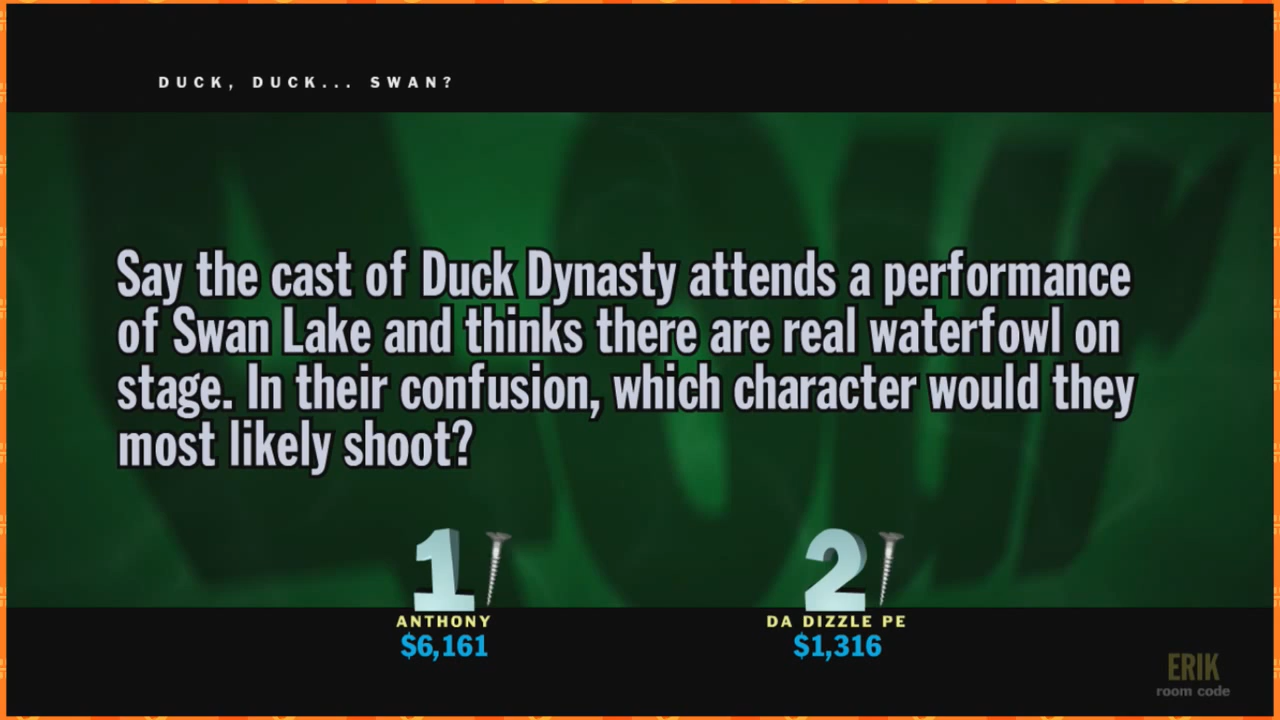 DUCK, DUCK... SWAN?
Say the cast of Duck Dynasty attends a performance
of Swan Lake and thinks there are real waterfowl on
stage. In their confusion, which character would they
most likely shoot?
1 2
ANTHONY DA DIZZLE PE
$6,161 $1,316
ERIK
room code